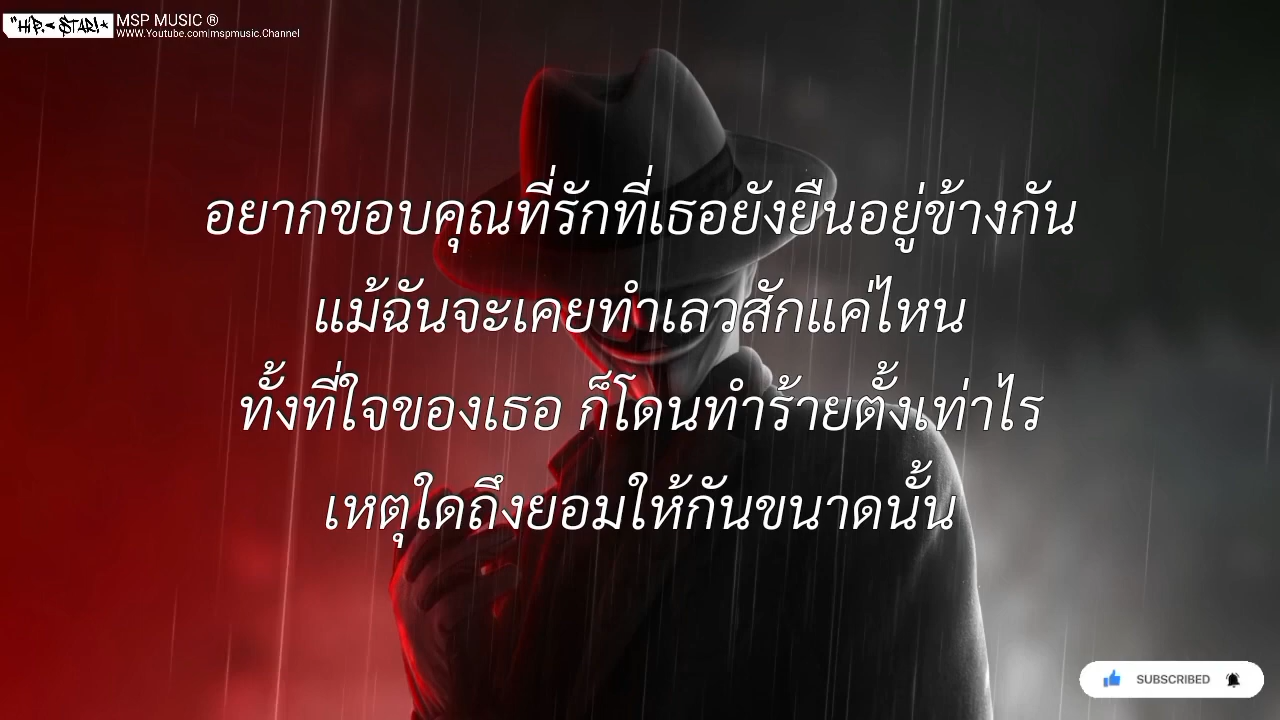 "HIP.< STAR!*
MSP MUSIC ®
WWW.Youtube.com|mspmusic.Channel
อยากขอบคุณที่รักที่เธอยังยืนอยู่ข้างกัน
แม้ฉันจะเคยทำเลวสักแค่ไหน
ทั้งที่ใจของเธอ ก็โดนทำร้ายตั้งเท่าไร
เหตุใดถึงยอมให้กันขนาดนั้น
SUBSCRIBED